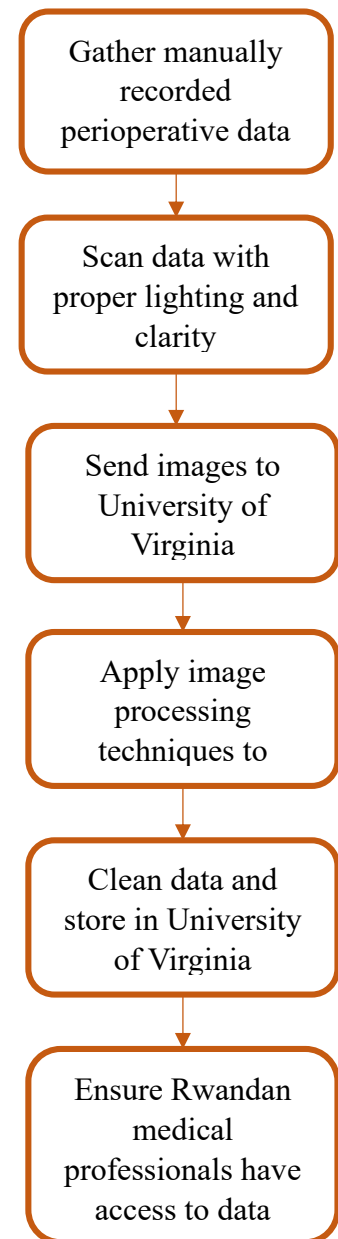 Gather manually
recorded
perioperative data
Scan data with
proper lighting and
clarity
Send images to
University of
Virginia
Apply image
processing
techniques to
Clean data and
store in University
of Virginia
Ensure Rwandan
medical
professionals have
access to data